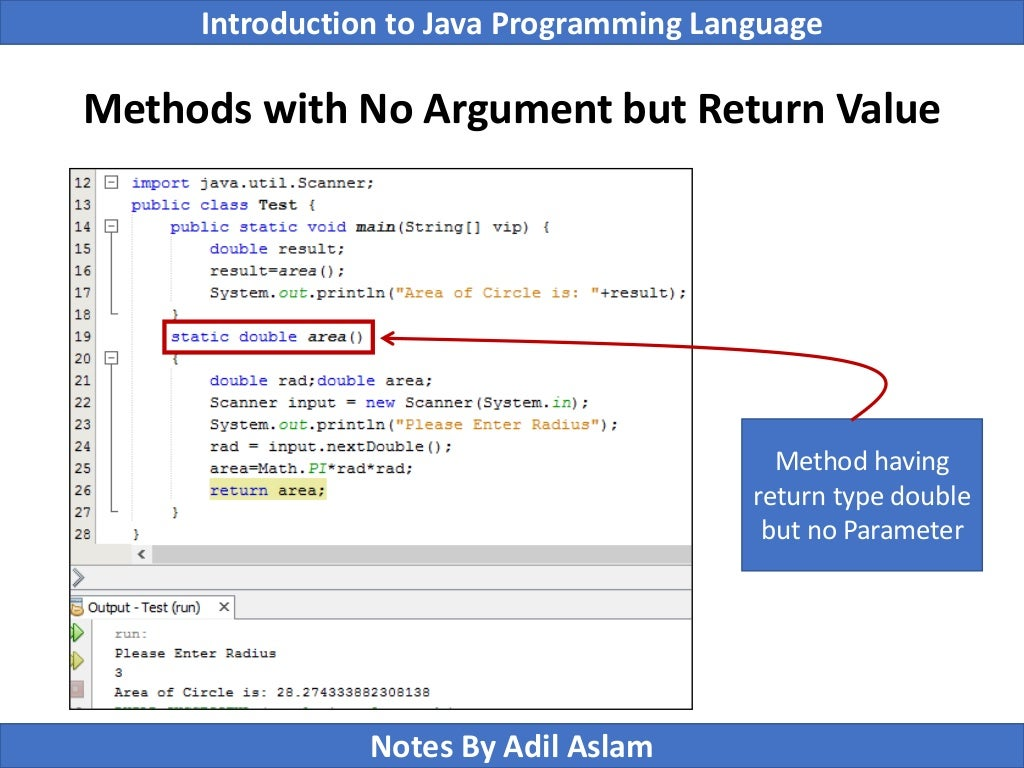 Introduction to Java Programming Language
Methods with No Argument but Return Value
12 import java.util.Scanner;
13 public class Test {
14 public static void main(String[] vip) {
15 double result;
16 result=area();
17 System.out.println("Area of Circle is: "+result);
18 }
19 static double area()
20 {
21 double rad;double area;
22 Scanner input = new Scanner(System.in);
23 System.out.println("Please Enter Radius");
24 rad = input.nextDouble();
25 area=Math.PI*rad*rad;
26 return area;
27 }
28 }
Method having
return type double
but no Parameter
Output - Test (run)
run:
Please Enter Radius
3
Area of Circle is: 28.274333882308138
Notes By Adil Aslam